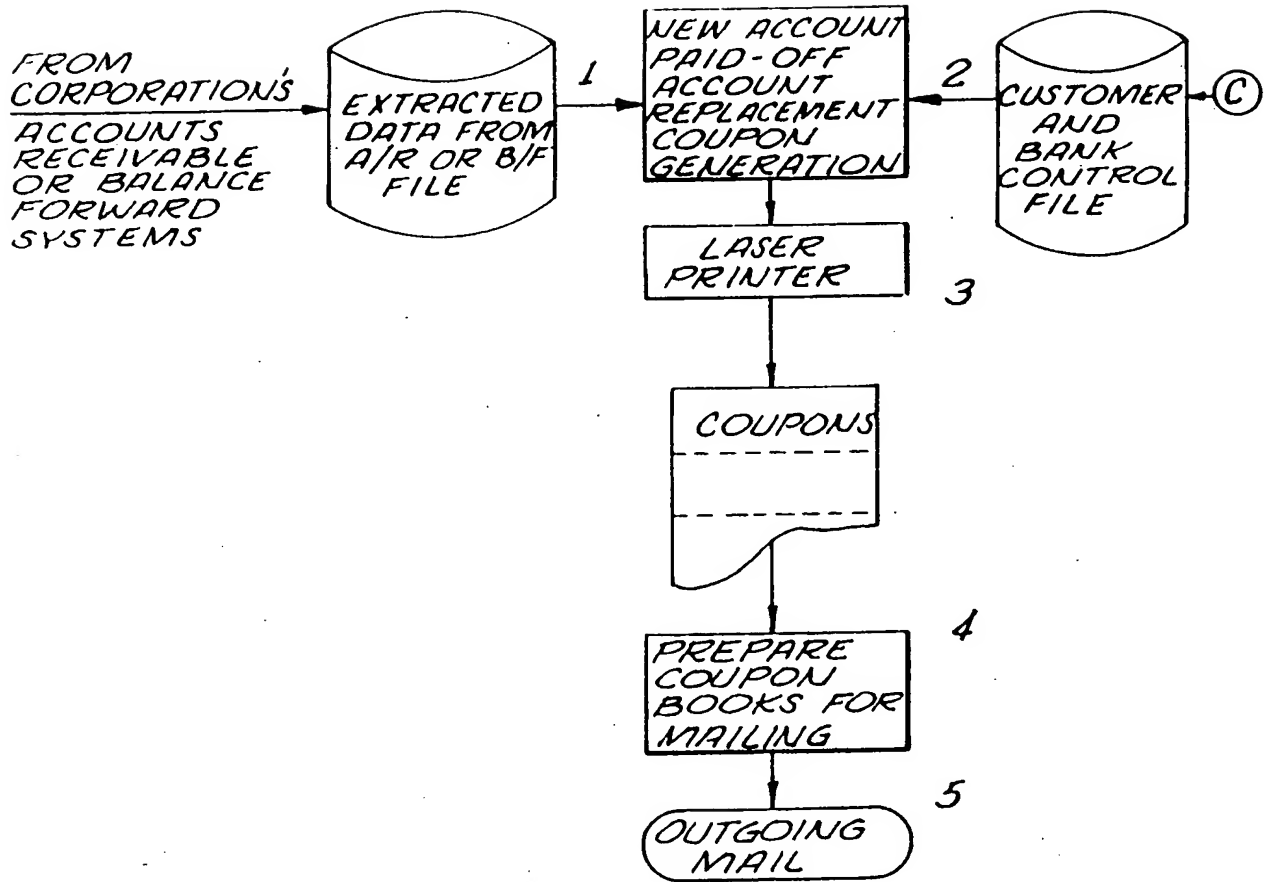 FROM
CORPORATION'S
ACCOUNTS
RECEIVABLE
OR BALANCE
FORWARD
SYSTEMS
EXTRACTED
DATA FROM
A/R OR B/F
FILE
1
NEW ACCOUNT
PAID-OFF
ACCOUNT
REPLACEMENT
COUPON
GENERATION
2
CUSTOMER
AND
BANK
CONTROL
FILE
C
LASER
PRINTER
3
COUPONS
4
PREPARE
COUPON
BOOKS FOR
MAILING
5
OUTGOING
MAIL